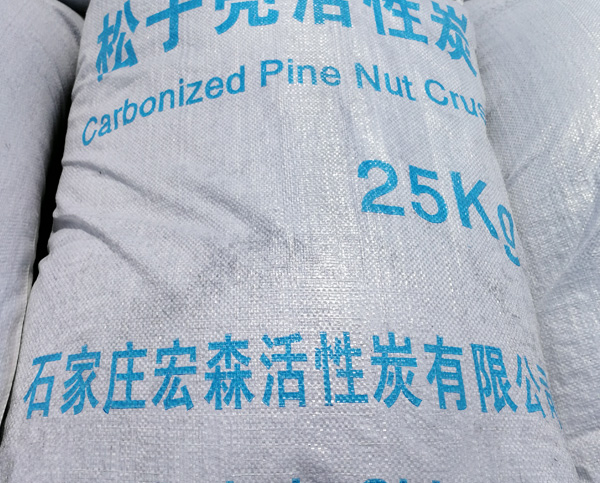 松子壳活性炭
Carbonized Pine Nut Crus
25Kg
石家庄宏森活性炭有限公司